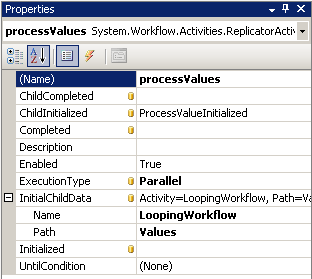 Properties
processValues System.Workflow.Activities.ReplicatorActiv
(Name) processValues
ChildCompleted
ChildInitialized ProcessValueInitialized
Completed
Description
Enabled True
ExecutionType Parallel
InitialChildData Activity=LoopingWorkflow, Path=Va
Name LoopingWorkflow
Path Values
Initialized
UntilCondition (None)